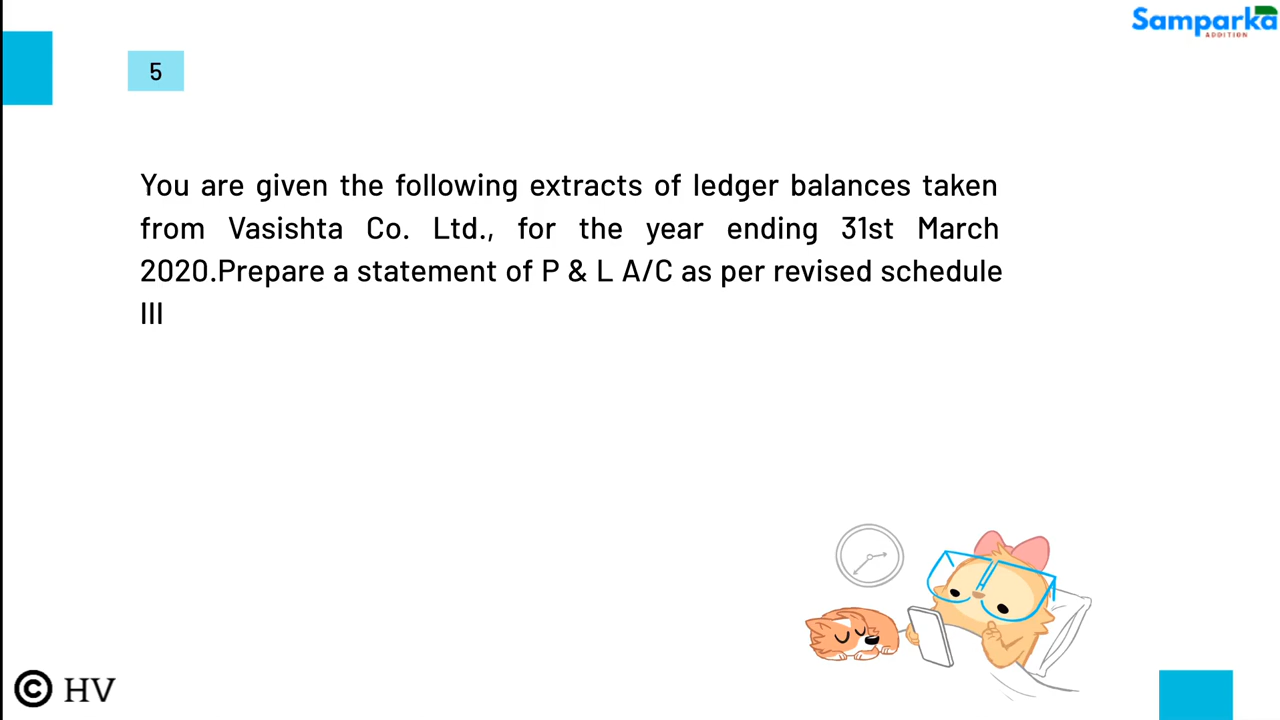 Samparka
ADDITION
5
You are given the following extracts of ledger balances taken
from Vasishta Co. Ltd., for the year ending 31st March
2020.Prepare a statement of P & L A/C as per revised schedule
III
© HV